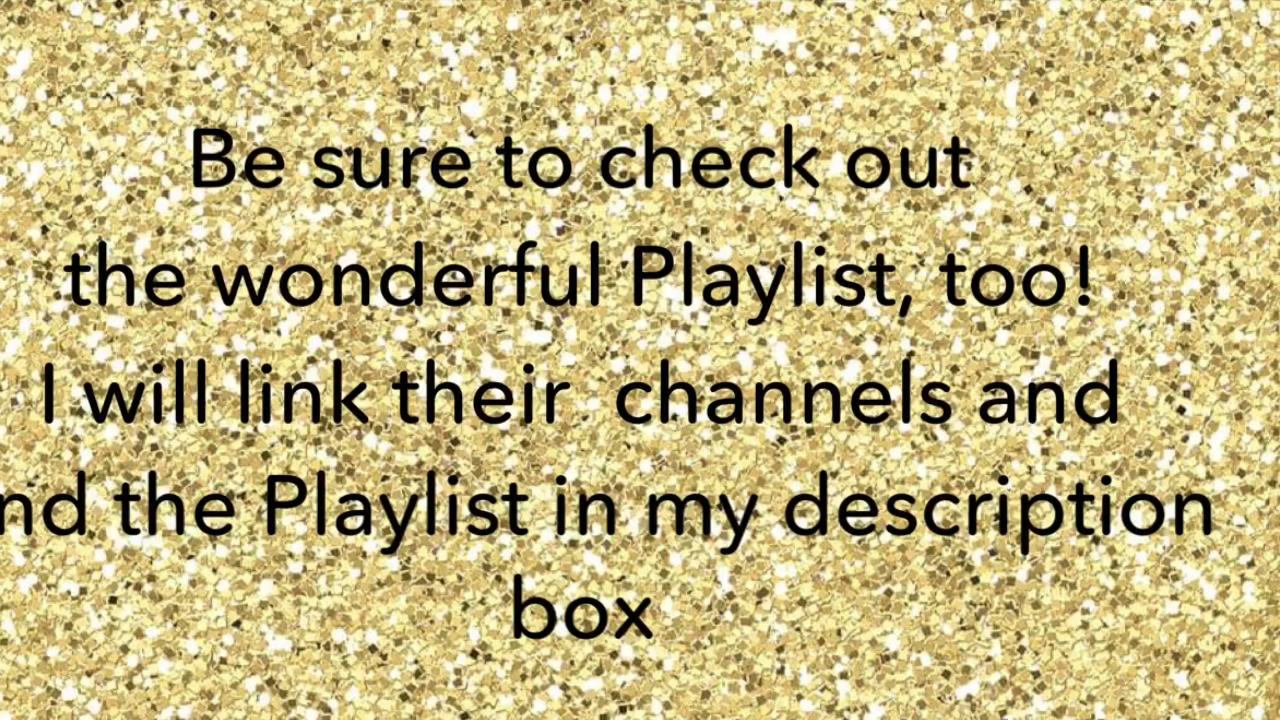 Be sure to check out
the wonderful Playlist, too!
I will link their  channels and
nd the Playlist in my description
box